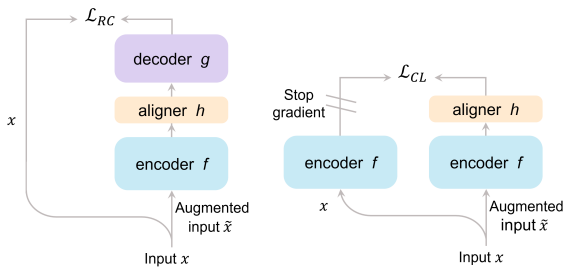 ℒ_RC
decoder g
aligner h
x
encoder f
Augmented
input x̃
Input x
ℒ_CL
Stop
gradient
aligner h
encoder f
encoder f
x
Augmented
input x̃
Input x